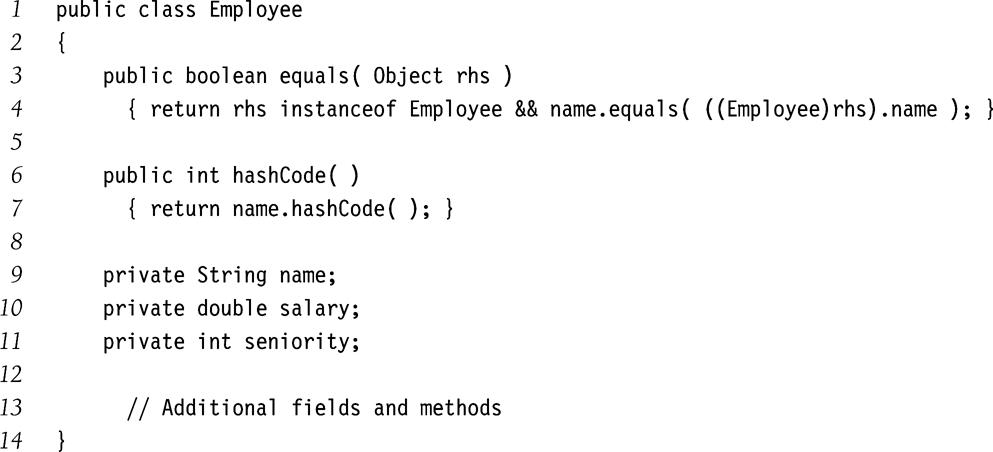 1 public class Employee
2 {
3 public boolean equals( Object rhs )
4 { return rhs instanceof Employee && name.equals( ((Employee)rhs).name ); }
5
6 public int hashCode( )
7 { return name.hashCode( ); }
8
9 private String name;
10 private double salary;
11 private int seniority;
12
13 // Additional fields and methods
14 }